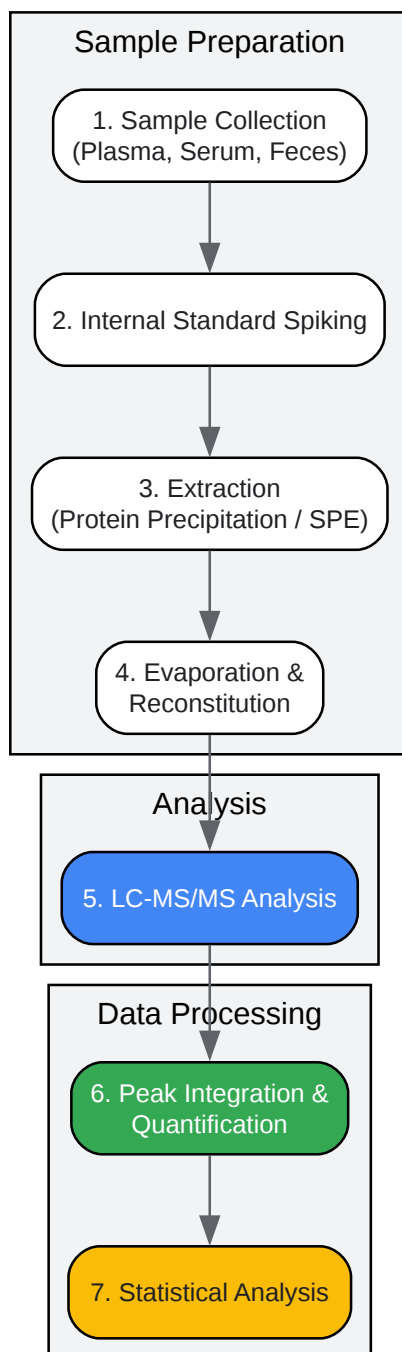 Sample Preparation
1. Sample Collection
(Plasma, Serum, Feces)
2. Internal Standard Spiking
3. Extraction
(Protein Precipitation / SPE)
4. Evaporation &
Reconstitution
Analysis
5. LC-MS/MS Analysis
Data Processing
6. Peak Integration &
Quantification
7. Statistical Analysis